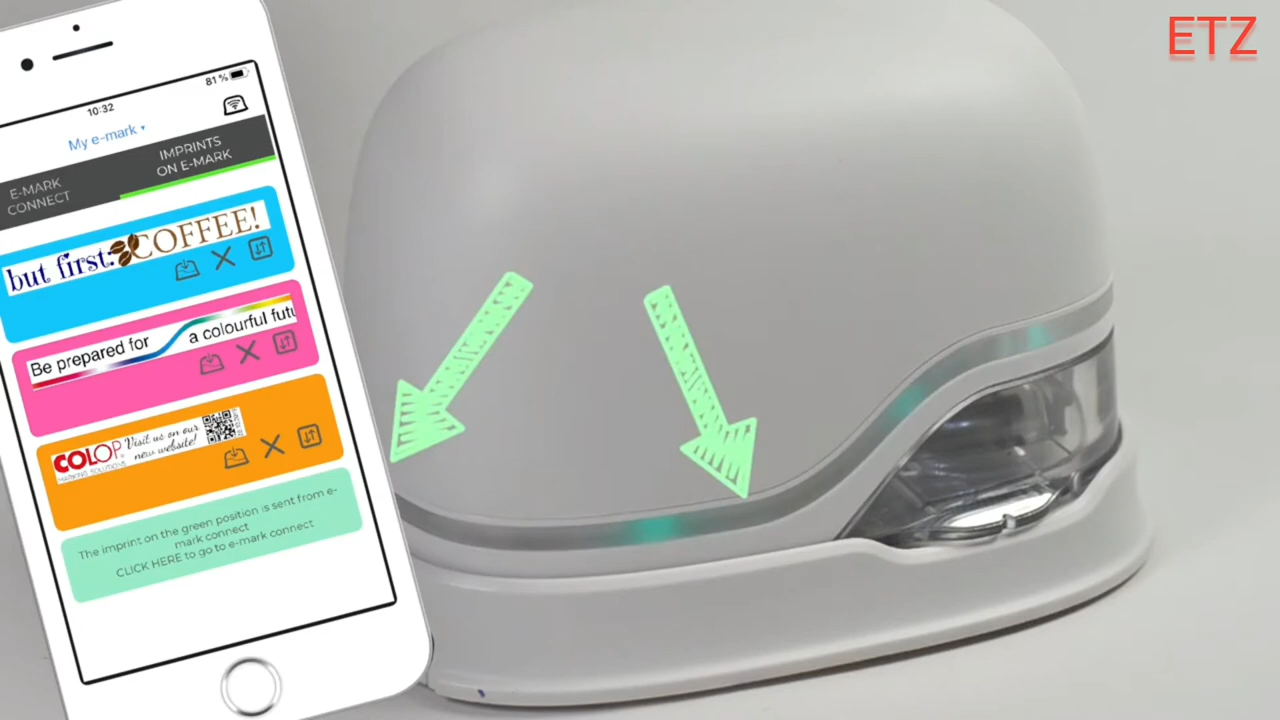 ETZ
81%
10:32
My e-mark
E-MARK
CONNECT
IMPRINTS
ON E-MARK
but first: COFFEE!
Be prepared for a colourful futu
COLOP
MARKING SOLUTIONS
Visit us on our
new website!
The imprint on the green position is sent from e-
mark connect
CLICK HERE to go to e-mark connect